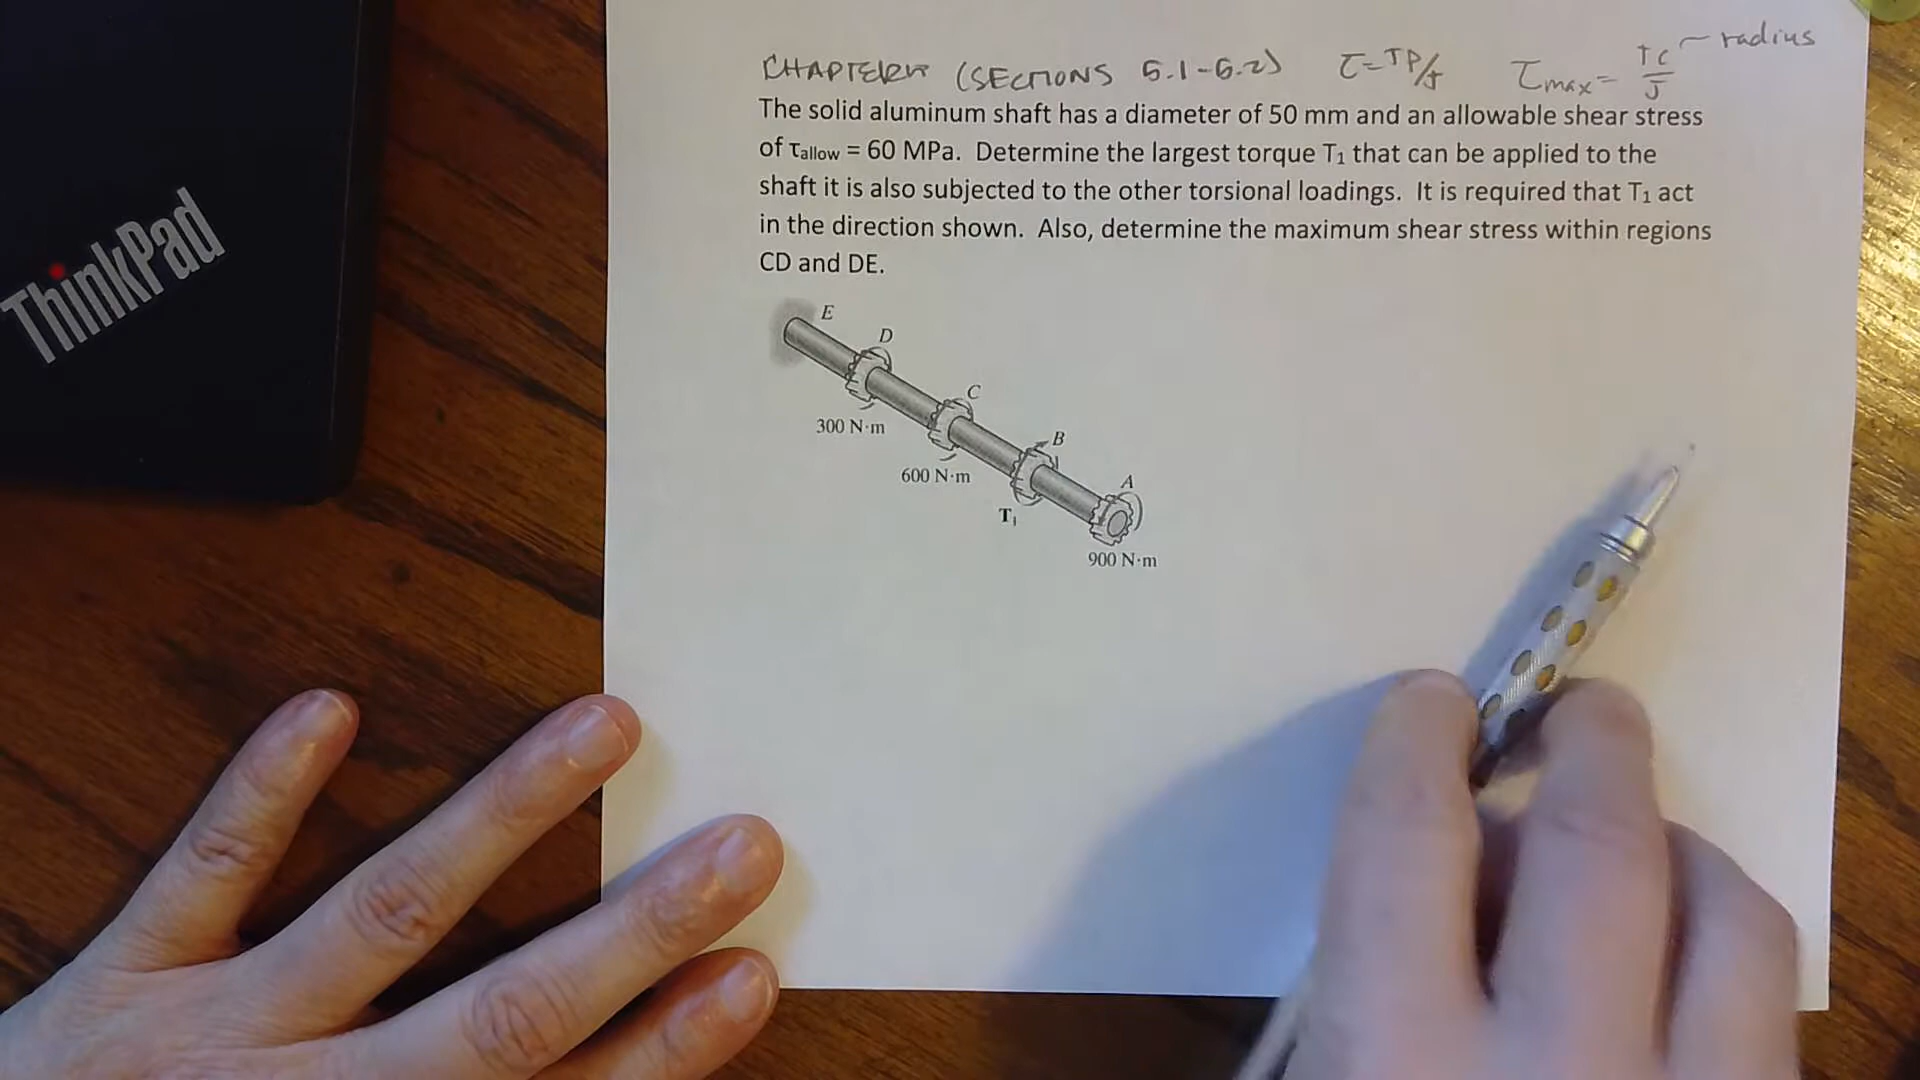 ThinkPad
CHAPTER (SECTIONS 5.1-5.2) τ=Tρ/J τmax= Tc/J ~ radius
The solid aluminum shaft has a diameter of 50 mm and an allowable shear stress
of τallow = 60 MPa. Determine the largest torque T1 that can be applied to the
shaft it is also subjected to the other torsional loadings. It is required that T1 act
in the direction shown. Also, determine the maximum shear stress within regions
CD and DE.
E
D
C
300 N·m
B
600 N·m
A
T1
900 N·m